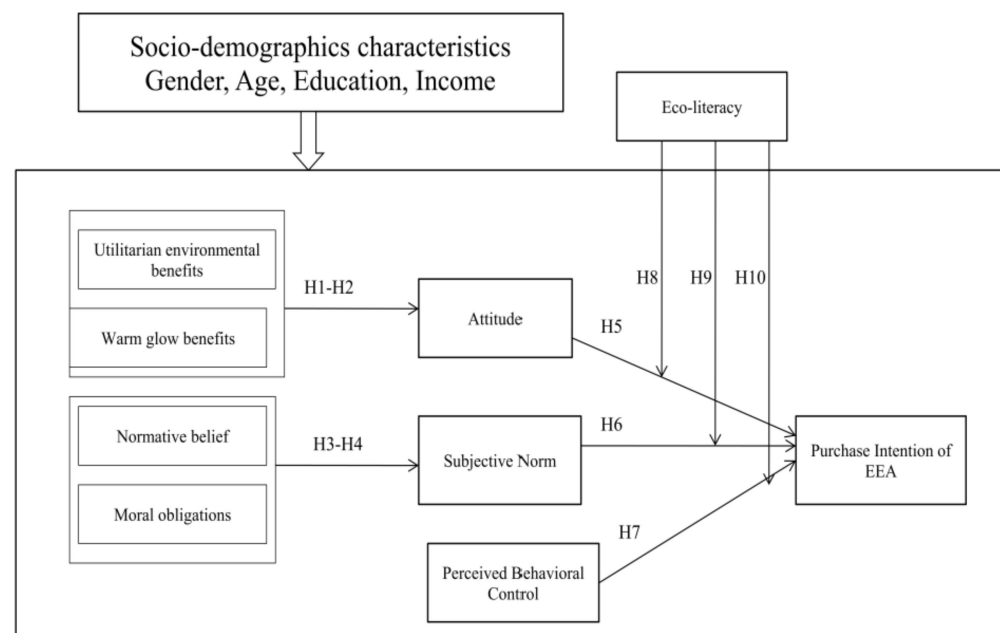 Socio-demographics characteristics
Gender, Age, Education, Income
Eco-literacy
Utilitarian environmental
benefits
Warm glow benefits
H1-H2
Attitude
H5
H8
H9
H10
Normative belief
Moral obligations
H3-H4
Subjective Norm
H6
Purchase Intention of
EEA
H7
Perceived Behavioral
Control